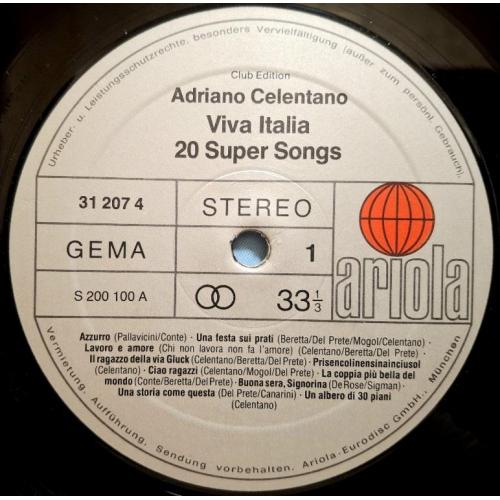 Urheber- u. Leistungsschutzrechte, besonders Vervielfältigung (außer zum persönl. Gebrauch),
Club Edition
Adriano Celentano
Viva Italia
20 Super Songs
31 207 4
STEREO
GEMA
1
ariola
S 200 100 A
33 1/3
Azzurro (Pallavicini/Conte) · Una festa sui prati (Beretta/Del Prete/Mogol/Celentano) ·
Lavoro e amore (Chi non lavora non fa l'amore) (Celentano/Beretta/Del Prete) ·
Il ragazzo della via Gluck (Celentano/Beretta/Del Prete) · Prisencolinensinainciusol
(Celentano) · Ciao ragazzi (Celentano/Mogol/Del Prete) · La coppia più bella del
mondo (Conte/Beretta/Del Prete) · Buona sera, Signorina (De Rose/Sigman) ·
Una storia come questa (Del Prete/Canarini) · Un albero di 30 piani
(Celentano)
Vermietung, Aufführung, Sendung vorbehalten. Ariola-Eurodisc GmbH., München